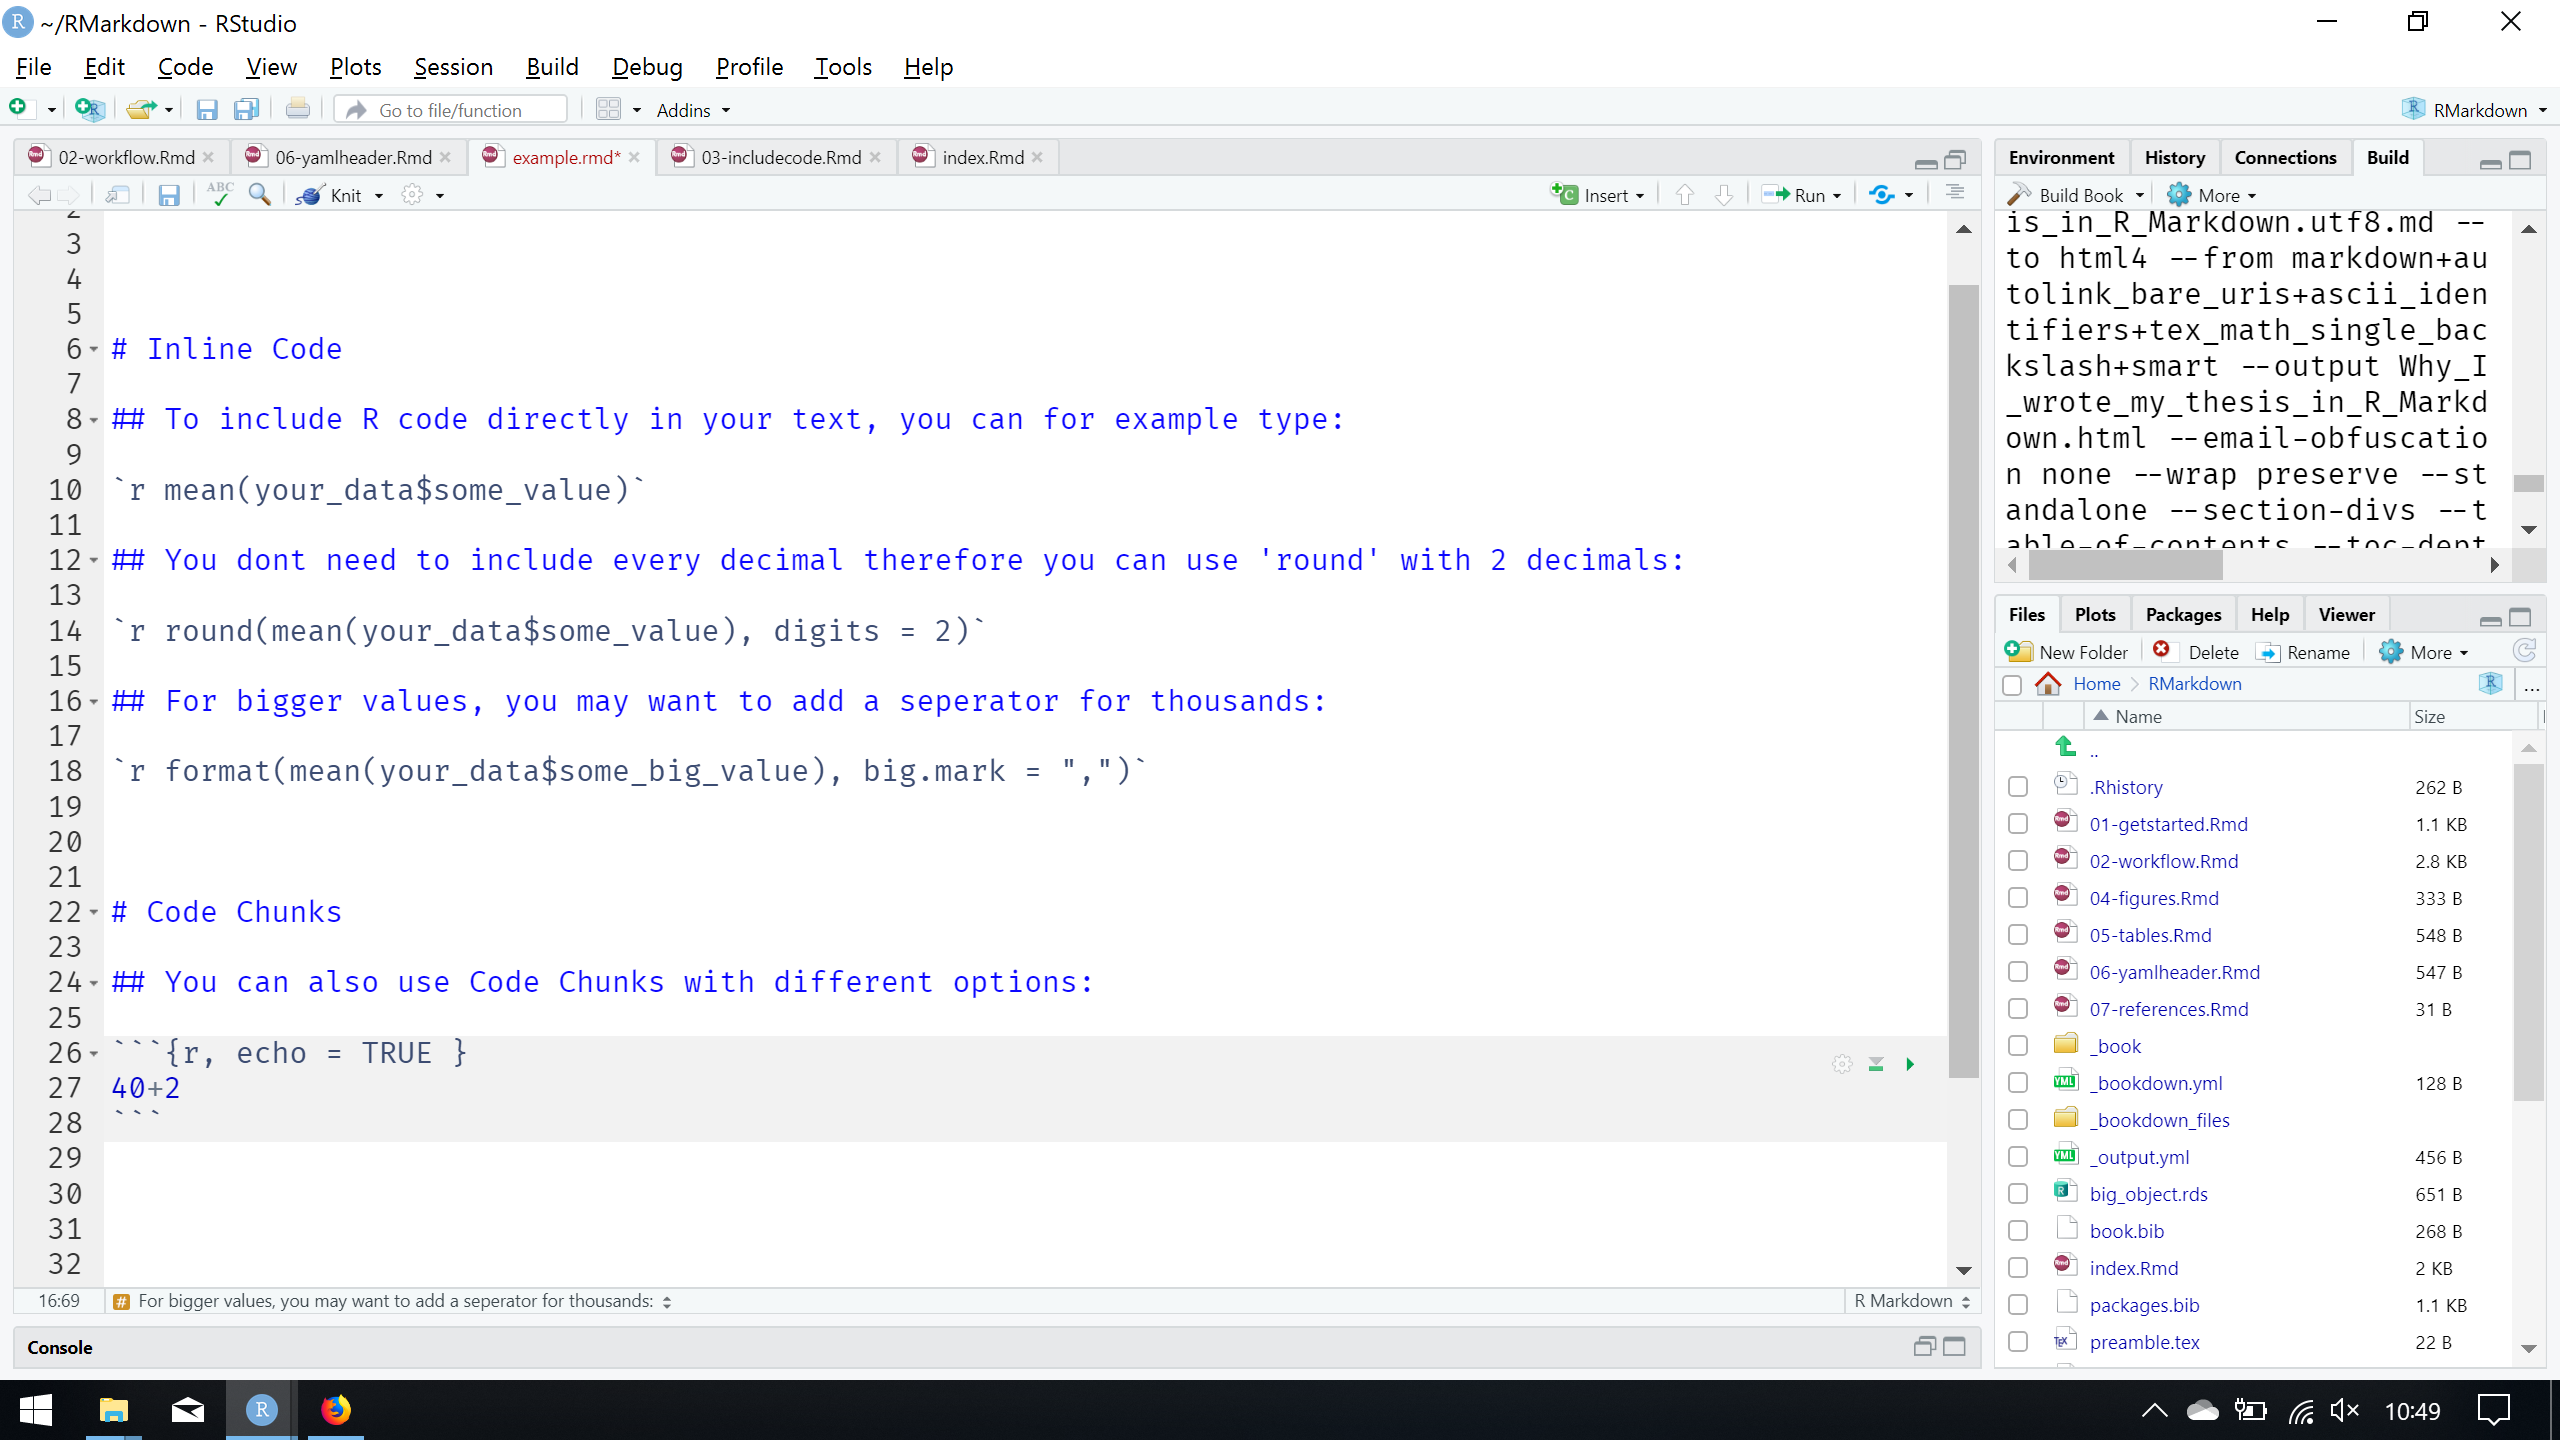 ~/RMarkdown - RStudio
File Edit Code View Plots Session Build Debug Profile Tools Help
Go to file/function Addins RMarkdown
02-workflow.Rmd 06-yamlheader.Rmd example.rmd* 03-includecode.Rmd index.Rmd
ABC Knit Insert Run
2
3
4
5
6 # Inline Code
7
8 ## To include R code directly in your text, you can for example type:
9
10 `r mean(your_data$some_value)`
11
12 ## You dont need to include every decimal therefore you can use 'round' with 2 decimals:
13
14 `r round(mean(your_data$some_value), digits = 2)`
15
16 ## For bigger values, you may want to add a seperator for thousands:
17
18 `r format(mean(your_data$some_big_value), big.mark = ",")`
19
20
21
22 # Code Chunks
23
24 ## You can also use Code Chunks with different options:
25
26 ```{r, echo = TRUE }
27 40+2
28 ```
29
30
31
32
16:69 # For bigger values, you may want to add a seperator for thousands: R Markdown
Console
Environment History Connections Build
Build Book More
is_in_R_Markdown.utf8.md --
to html4 --from markdown+au
tolink_bare_uris+ascii_iden
tifiers+tex_math_single_bac
kslash+smart --output Why_I
_wrote_my_thesis_in_R_Markd
own.html --email-obfuscatio
n none --wrap preserve --st
andalone --section-divs --t
able-of-contents --toc-dept
Files Plots Packages Help Viewer
New Folder Delete Rename More
Home RMarkdown ...
Name Size
..
.Rhistory 262 B
01-getstarted.Rmd 1.1 KB
02-workflow.Rmd 2.8 KB
04-figures.Rmd 333 B
05-tables.Rmd 548 B
06-yamlheader.Rmd 547 B
07-references.Rmd 31 B
_book
_bookdown.yml 128 B
_bookdown_files
_output.yml 456 B
big_object.rds 651 B
book.bib 268 B
index.Rmd 2 KB
packages.bib 1.1 KB
preamble.tex 22 B
10:49